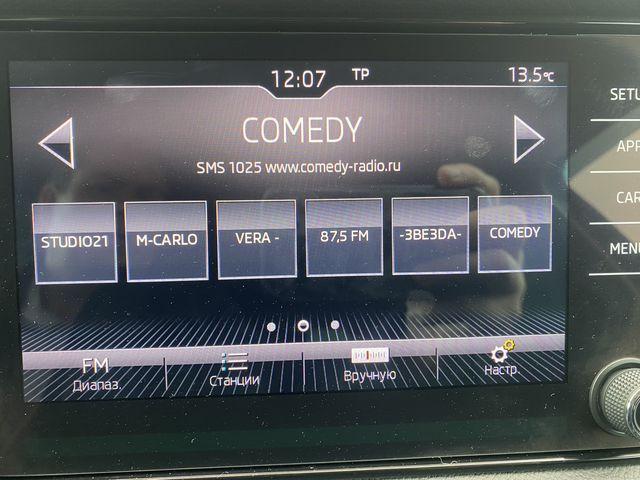 12:07 TP 13.5°C
COMEDY
SMS 1025 www.comedy-radio.ru
STUDIO21 M-CARLO VERA - 87,5 FM -ЗВЕЗДА- COMEDY
FM Диапаз.
Станции
Вручную
Настр.
SETU
APP
CAR
MENU